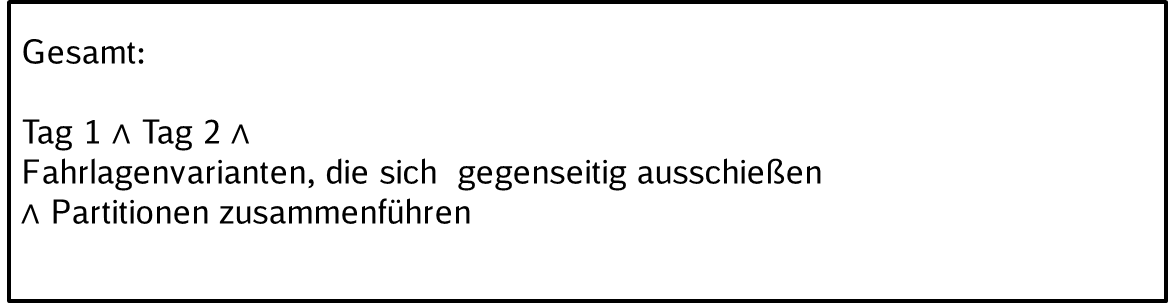 Gesamt:
Tag 1 ∧ Tag 2 ∧
Fahrlagenvarianten, die sich  gegenseitig ausschießen
∧ Partitionen zusammenführen